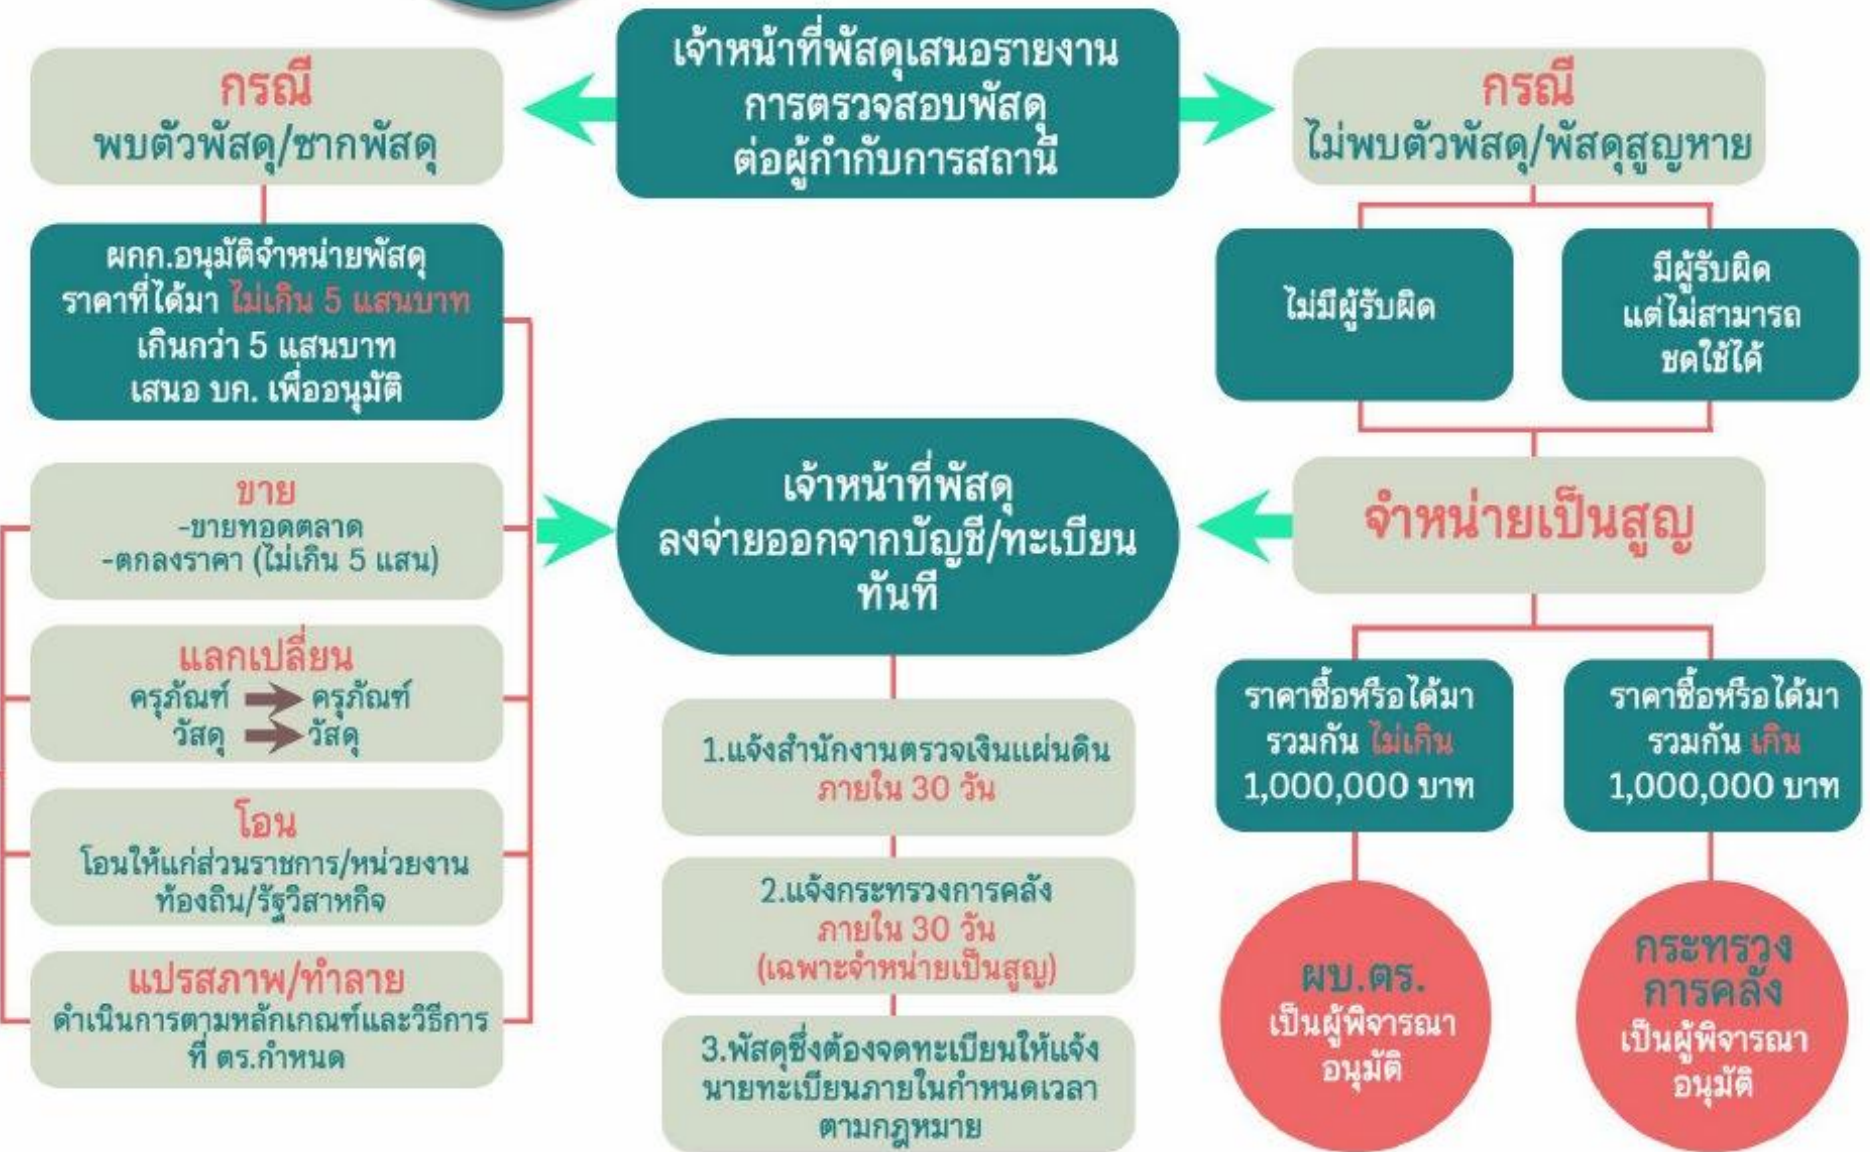 เจ้าหน้าที่พัสดุเสนอรายงาน
การตรวจสอบพัสดุ
ต่อผู้กำกับการสถานี
กรณี
พบตัวพัสดุ/ซากพัสดุ
ผกก.อนุมัติจำหน่ายพัสดุ
ราคาที่ได้มา ไม่เกิน 5 แสนบาท
เกินกว่า 5 แสนบาท
เสนอ บก. เพื่ออนุมัติ
ขาย
-ขายทอดตลาด
-ตกลงราคา (ไม่เกิน 5 แสน)
แลกเปลี่ยน
ครุภัณฑ์ ครุภัณฑ์
วัสดุ วัสดุ
โอน
โอนให้แก่ส่วนราชการ/หน่วยงาน
ท้องถิน/รัฐวิสาหกิจ
แปรสภาพ/ทำลาย
ดำเนินการตามหลักเกณฑ์และวิธีการ
ที่ ตร.กำหนด
กรณี
ไม่พบตัวพัสดุ/พัสดุสูญหาย
ไม่มีผู้รับผิด
มีผู้รับผิด
แต่ไม่สามารถ
ชดใช้ได้
จำหน่ายเป็นสูญ
ราคาซื้อหรือได้มา
รวมกัน ไม่เกิน
1,000,000 บาท
ผบ.ตร.
เป็นผู้พิจารณา
อนุมัติ
ราคาซื้อหรือได้มา
รวมกัน เกิน
1,000,000 บาท
กระทรวง
การคลัง
เป็นผู้พิจารณา
อนุมัติ
เจ้าหน้าที่พัสดุ
ลงจ่ายออกจากบัญชี/ทะเบียน
ทันที
1.แจ้งสำนักงานตรวจเงินแผ่นดิน
ภายใน 30 วัน
2.แจ้งกระทรวงการคลัง
ภายใน 30 วัน
(เฉพาะจำหน่ายเป็นสูญ)
3.พัสดุซึ่งต้องจดทะเบียนให้แจ้ง
นายทะเบียนภายในกำหนดเวลา
ตามกฎหมาย